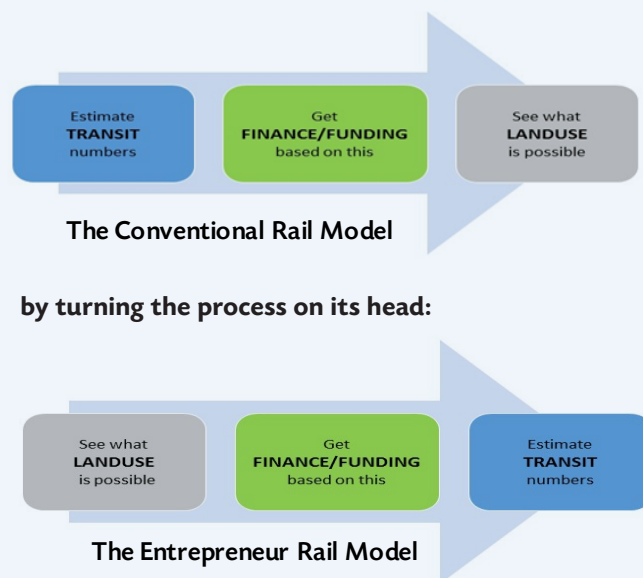 Estimate
TRANSIT
numbers
Get
FINANCE/FUNDING
based on this
See what
LANDUSE
is possible
The Conventional Rail Model
by turning the process on its head:
See what
LANDUSE
is possible
Get
FINANCE/FUNDING
based on this
Estimate
TRANSIT
numbers
The Entrepreneur Rail Model